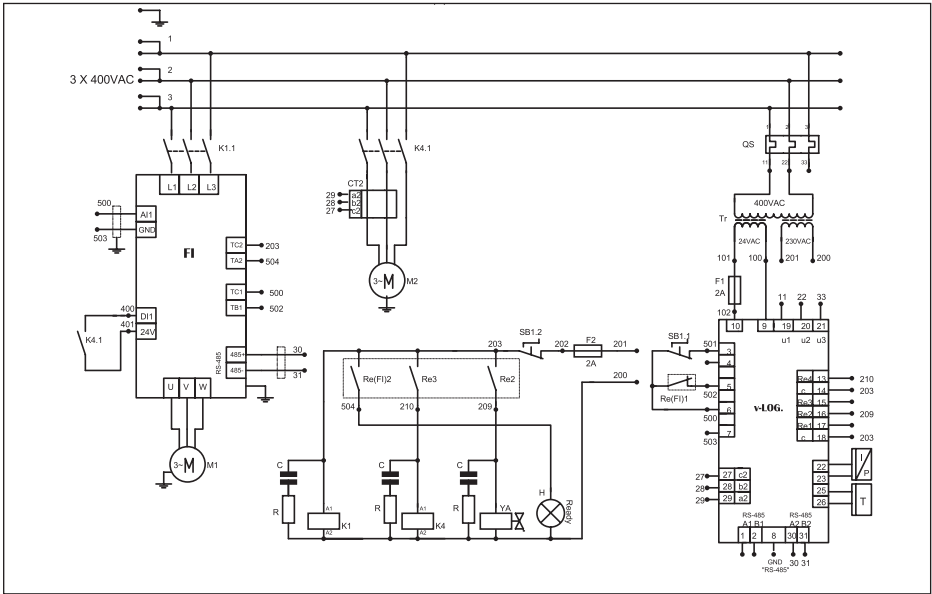 1
2
3 X 400VAC
3
1 2 3
K1.1
K4.1
QS
11 22 33
L1 L2 L3
CT2
29 a2
28 b2
27 c2
400VAC
Tr
500 AI1
503 GND
FI
24VAC 230VAC
TC2 203
TA2 504
101 100 201 200
3~ M M2
F1
2A
TC1 500
TB1 502
102
11 22 33
400 DI1
401 24V
K4.1
10 9 19 20 21
u1 u2 u3
SB1.2
203 202 F2 201
2A
SB1.1
501 3
4
RS-485
485+ 30
485- 31
200
5
502
Re(FI)1
6
500
7
503
v-LOG.
Re4 13 210
c 14 203
Re3 15
Re2 16 209
Re1 17
c 18 203
U V W
Re(FI)2 Re3 Re2
504 210 209
3~ M M1
C C C
H
Ready
R R R
A1 A1
K1 K4 YA
A2 A2
27 27 c2
28 28 b2
29 29 a2
22 I
23 P
25 T
26
RS-485 RS-485
A1 B1 A2 B2
1 2 8 30 31
GND 30 31
"RS-485"